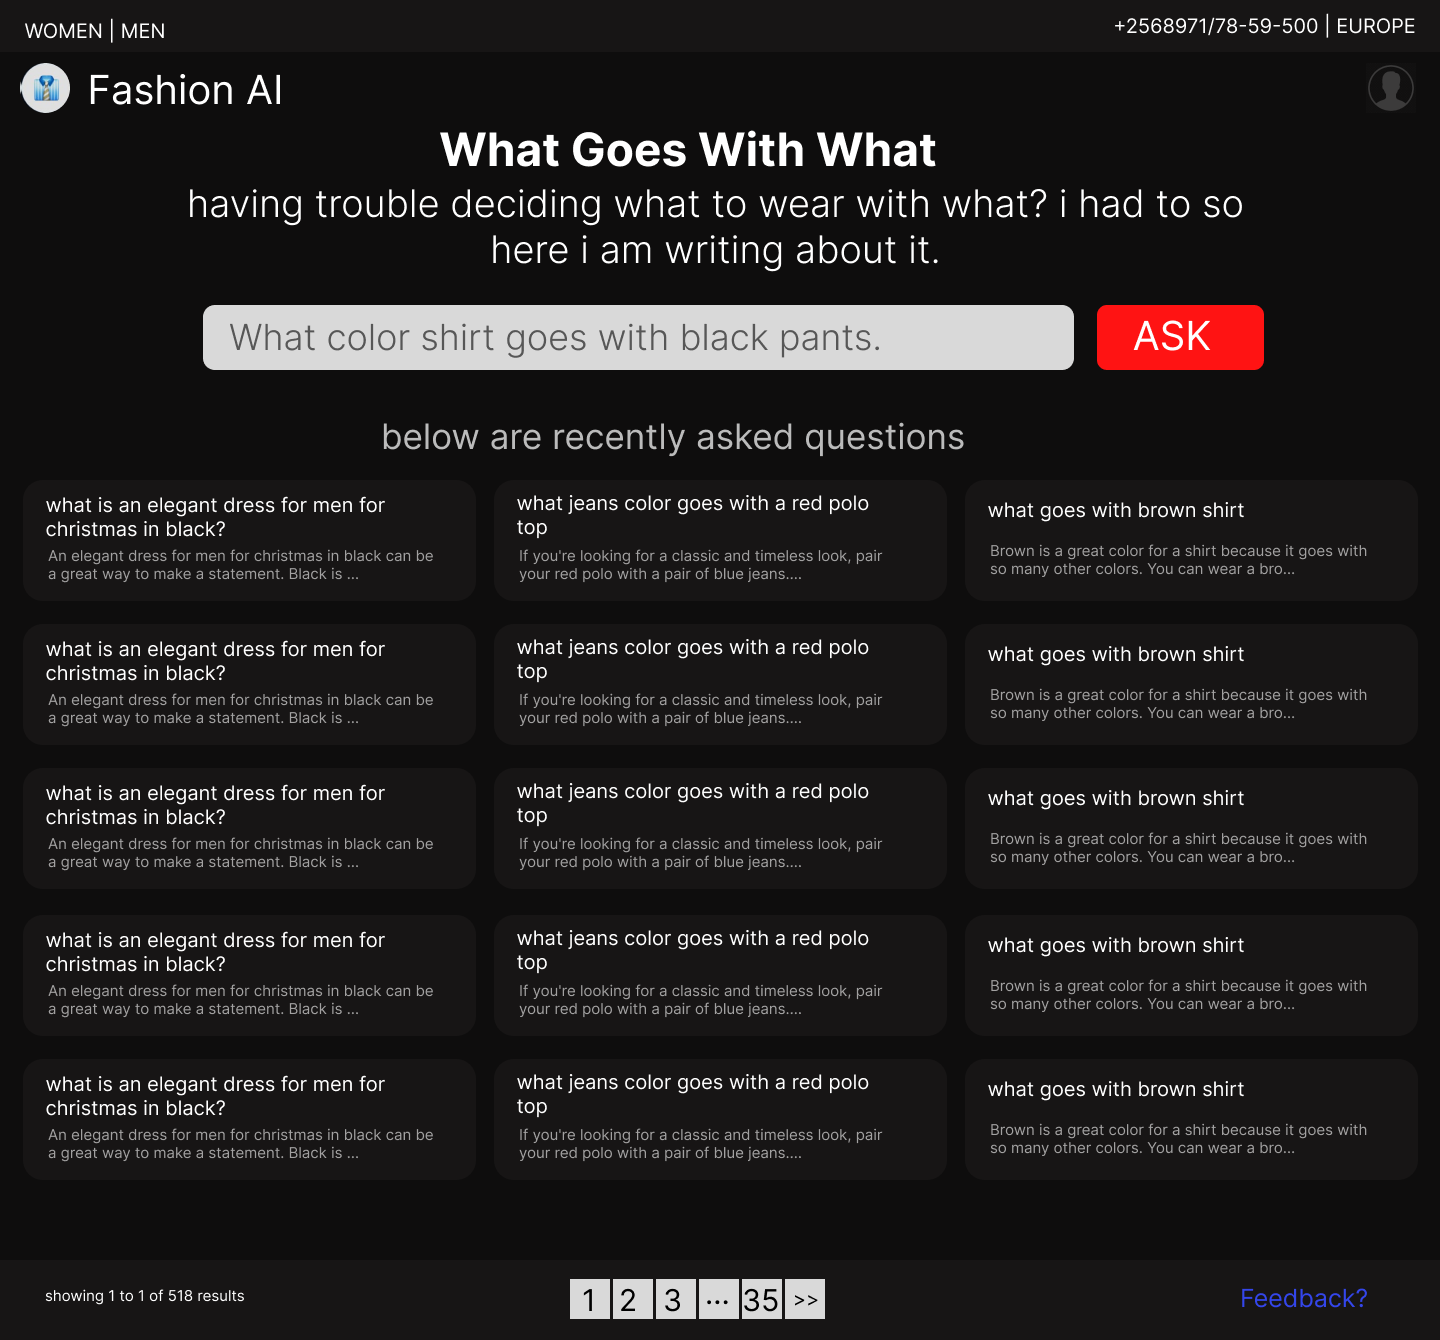 WOMEN | MEN
+2568971/78-59-500 | EUROPE
Fashion AI
What Goes With What
having trouble deciding what to wear with what? i had to so
here i am writing about it.
What color shirt goes with black pants.
ASK
below are recently asked questions
what is an elegant dress for men for
christmas in black?
An elegant dress for men for christmas in black can be
a great way to make a statement. Black is ...
what jeans color goes with a red polo
top
If you're looking for a classic and timeless look, pair
your red polo with a pair of blue jeans....
what goes with brown shirt
Brown is a great color for a shirt because it goes with
so many other colors. You can wear a bro...
what is an elegant dress for men for
christmas in black?
An elegant dress for men for christmas in black can be
a great way to make a statement. Black is ...
what jeans color goes with a red polo
top
If you're looking for a classic and timeless look, pair
your red polo with a pair of blue jeans....
what goes with brown shirt
Brown is a great color for a shirt because it goes with
so many other colors. You can wear a bro...
what is an elegant dress for men for
christmas in black?
An elegant dress for men for christmas in black can be
a great way to make a statement. Black is ...
what jeans color goes with a red polo
top
If you're looking for a classic and timeless look, pair
your red polo with a pair of blue jeans....
what goes with brown shirt
Brown is a great color for a shirt because it goes with
so many other colors. You can wear a bro...
what is an elegant dress for men for
christmas in black?
An elegant dress for men for christmas in black can be
a great way to make a statement. Black is ...
what jeans color goes with a red polo
top
If you're looking for a classic and timeless look, pair
your red polo with a pair of blue jeans....
what goes with brown shirt
Brown is a great color for a shirt because it goes with
so many other colors. You can wear a bro...
what is an elegant dress for men for
christmas in black?
An elegant dress for men for christmas in black can be
a great way to make a statement. Black is ...
what jeans color goes with a red polo
top
If you're looking for a classic and timeless look, pair
your red polo with a pair of blue jeans....
what goes with brown shirt
Brown is a great color for a shirt because it goes with
so many other colors. You can wear a bro...
showing 1 to 1 of 518 results
1 2 3 ... 35 >>
Feedback?